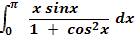 ∫₀^π (x sinx)/(1 + cos²x) dx